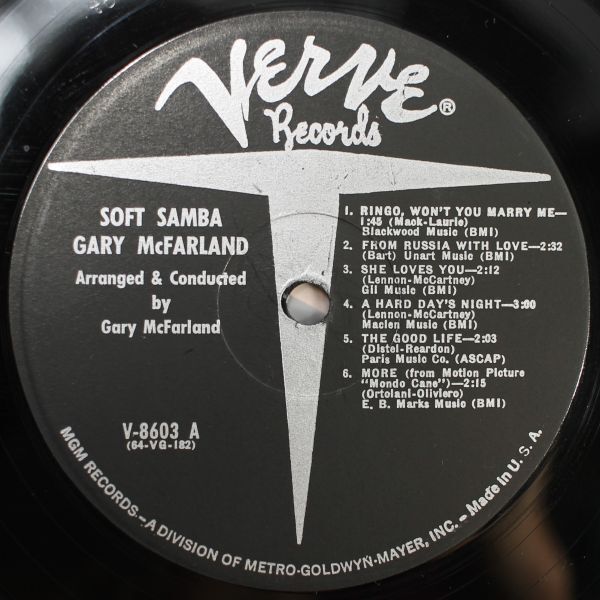 Verve ®
Records
SOFT SAMBA
GARY McFARLAND
Arranged & Conducted
by
Gary McFarland
V-8603 A
(64-VG-182)
1. RINGO, WON'T YOU MARRY ME—
1:45 (Mack-Laurie)
Blackwood Music (BMI)
2. FROM RUSSIA WITH LOVE—2:32
(Bart) Unart Music (BMI)
3. SHE LOVES YOU—2:12
(Lennon-McCartney)
Gil Music (BMI)
4. A HARD DAY'S NIGHT—3:00
(Lennon-McCartney)
Maclen Music (BMI)
5. THE GOOD LIFE—2:03
(Distel-Reardon)
Paris Music Co. (ASCAP)
6. MORE (from Motion Picture
"Mondo Cane")—2:15
(Ortolani-Oliviero)
E. B. Marks Music (BMI)
MGM RECORDS—A DIVISION OF METRO-GOLDWYN-MAYER, INC. – Made in U. S. A.